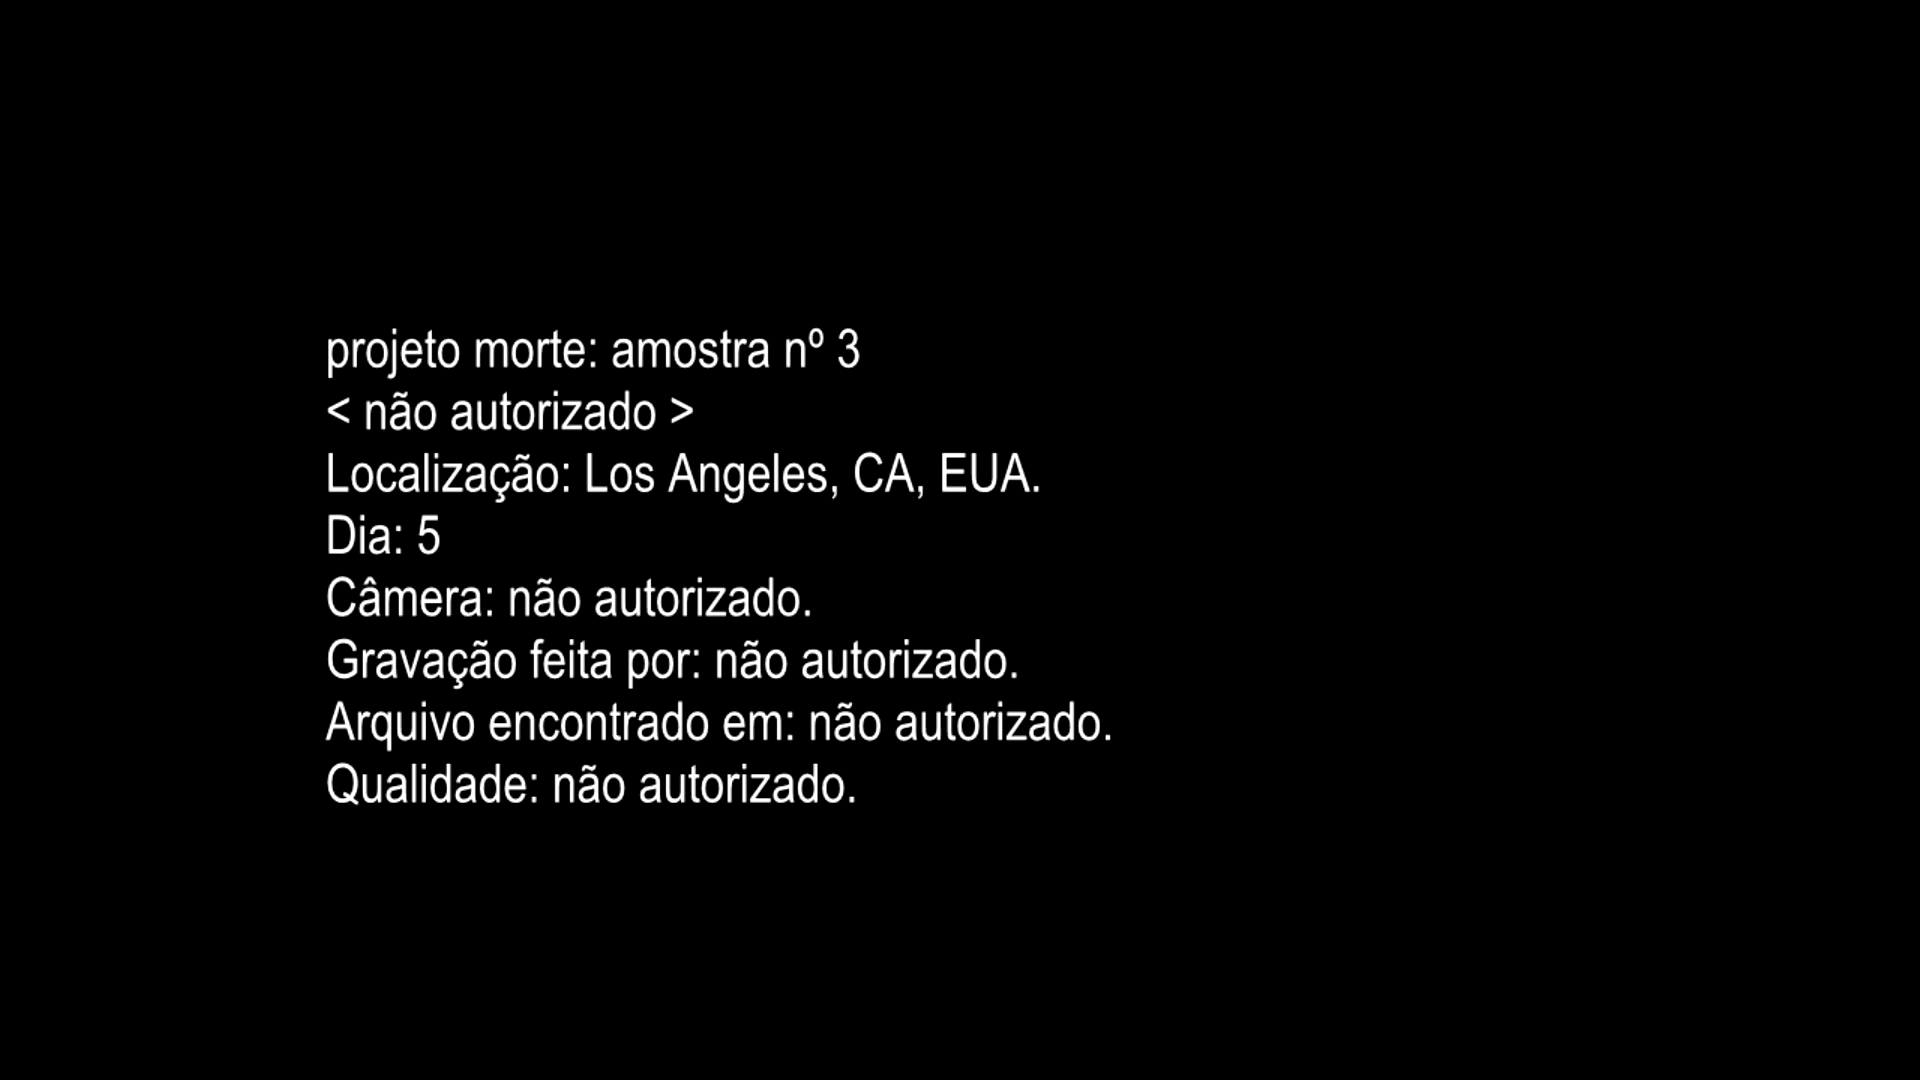 projeto morte: amostra nº 3
< não autorizado >
Localização: Los Angeles, CA, EUA.
Dia: 5
Câmera: não autorizado.
Gravação feita por: não autorizado.
Arquivo encontrado em: não autorizado.
Qualidade: não autorizado.